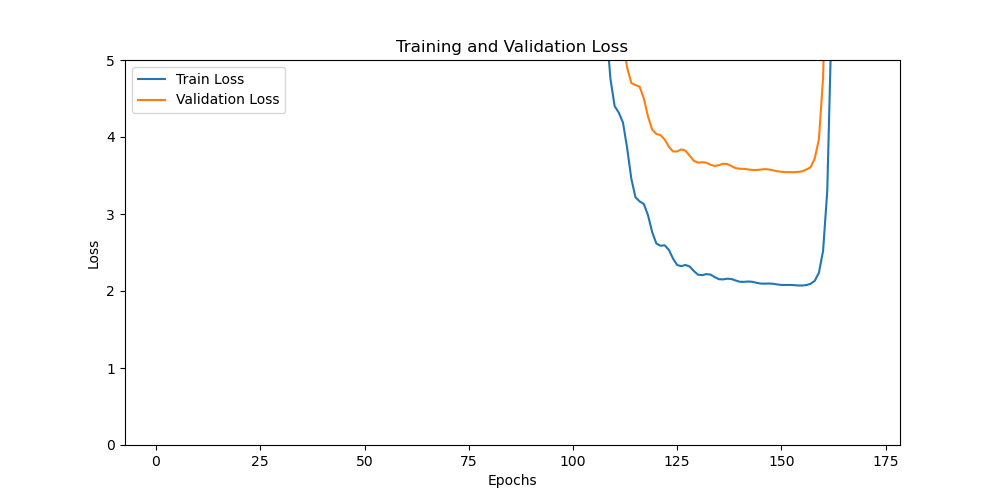 Training and Validation Loss
Train Loss
Validation Loss
Loss
5
4
3
2
1
0
0 25 50 75 100 125 150 175
Epochs